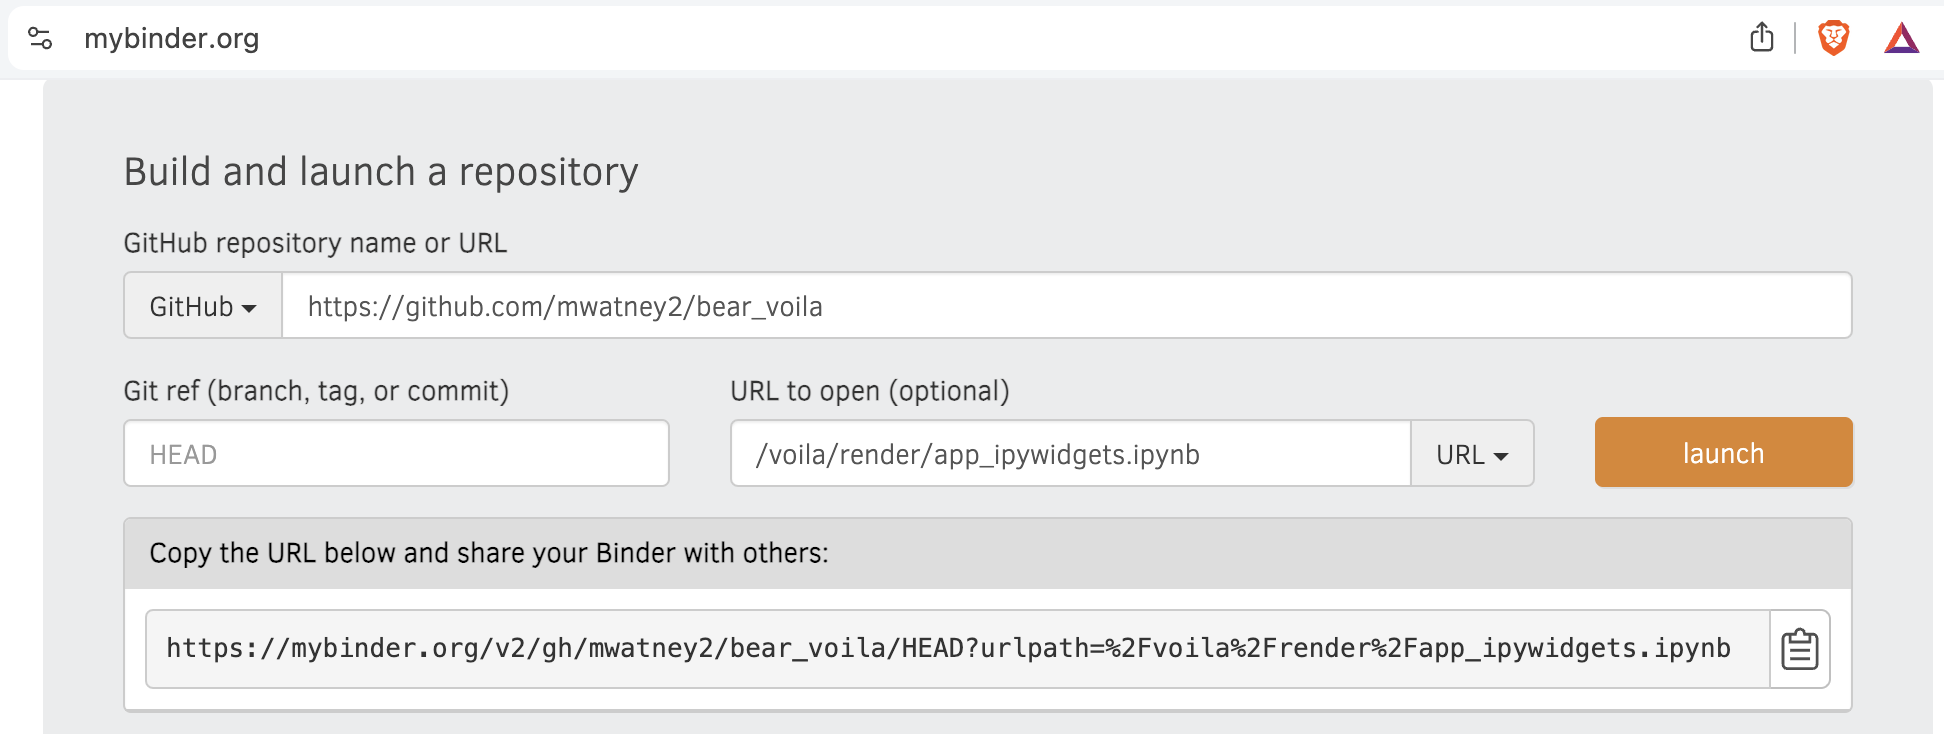 mybinder.org
Build and launch a repository
GitHub repository name or URL
GitHub
https://github.com/mwatney2/bear_voila
Git ref (branch, tag, or commit)
URL to open (optional)
HEAD
/voila/render/app_ipywidgets.ipynb
URL
launch
Copy the URL below and share your Binder with others:
https://mybinder.org/v2/gh/mwatney2/bear_voila/HEAD?urlpath=%2Fvoila%2Frender%2Fapp_ipywidgets.ipynb